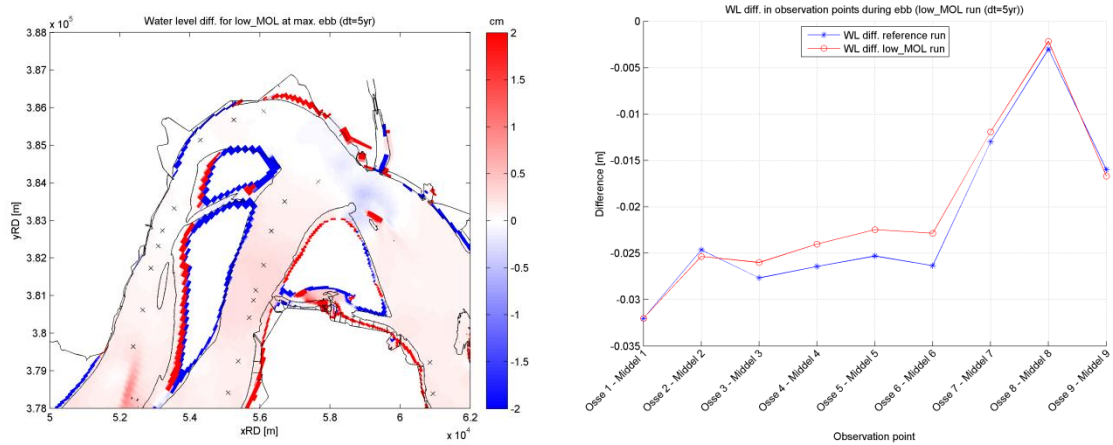 Water level diff. for low_MOL at max. ebb (dt=5yr)
x 10^5
cm
3.88
3.87
3.86
3.85
3.84
3.83
3.82
3.81
3.8
3.79
3.78
yRD [m]
5
5.2
5.4
5.6
5.8
6
6.2
xRD [m]
x 10^4
2
1.5
1
0.5
0
-0.5
-1
-1.5
-2
WL diff. in observation points during ebb (low_MOL run (dt=5yr))
WL diff. reference run
WL diff. low_MOL run
0
-0.005
-0.01
-0.015
-0.02
-0.025
-0.03
-0.035
Difference [m]
Osse 1 - Middel 1
Osse 2 - Middel 2
Osse 3 - Middel 3
Osse 4 - Middel 4
Osse 5 - Middel 5
Osse 6 - Middel 6
Osse 7 - Middel 7
Osse 8 - Middel 8
Osse 9 - Middel 9
Observation point